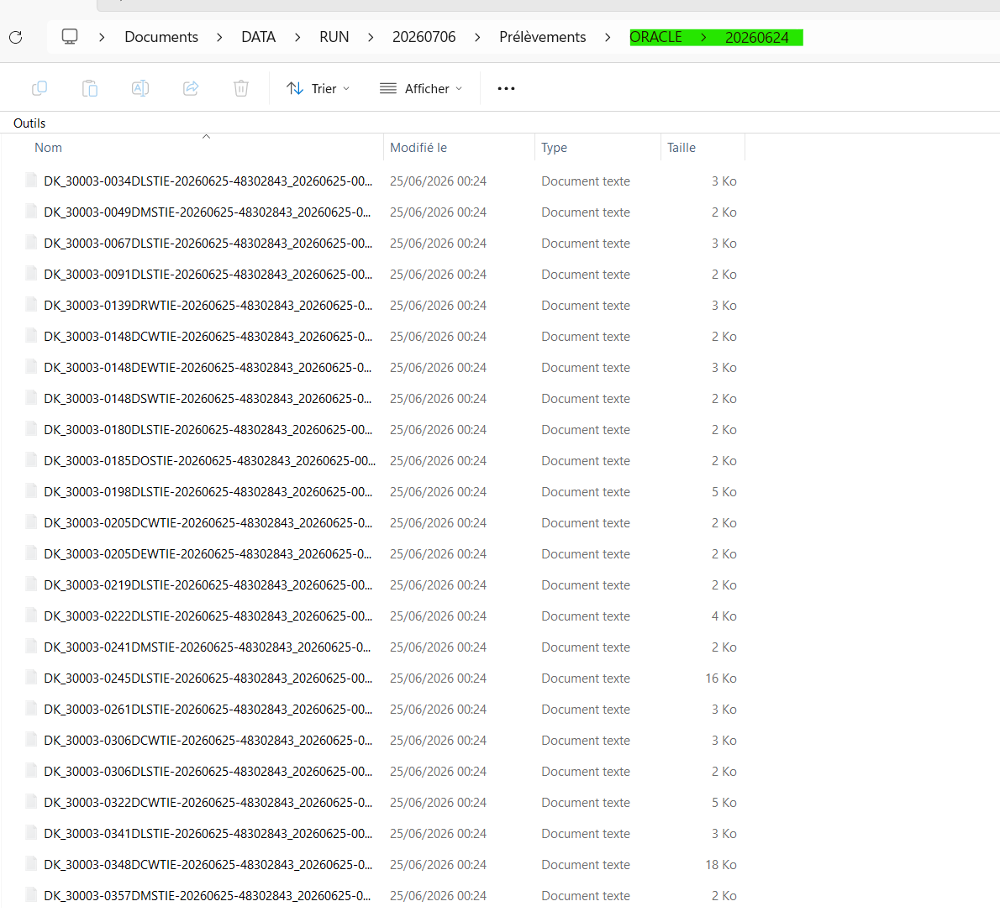 Documents > DATA > RUN > 20260706 > Prélèvements > ORACLE > 20260624
Trier Afficher ...
Outils
Nom Modifié le Type Taille
DK_30003-0034DLSTIE-20260625-48302843_20260625-00... 25/06/2026 00:24 Document texte 3 Ko
DK_30003-0049DMSTIE-20260625-48302843_20260625-0... 25/06/2026 00:24 Document texte 2 Ko
DK_30003-0067DLSTIE-20260625-48302843_20260625-00... 25/06/2026 00:24 Document texte 3 Ko
DK_30003-0091DLSTIE-20260625-48302843_20260625-00... 25/06/2026 00:24 Document texte 2 Ko
DK_30003-0139DRWTIE-20260625-48302843_20260625-0... 25/06/2026 00:24 Document texte 3 Ko
DK_30003-0148DCWTIE-20260625-48302843_20260625-0... 25/06/2026 00:24 Document texte 2 Ko
DK_30003-0148DEWTIE-20260625-48302843_20260625-0... 25/06/2026 00:24 Document texte 3 Ko
DK_30003-0148DSWTIE-20260625-48302843_20260625-0... 25/06/2026 00:24 Document texte 2 Ko
DK_30003-0180DLSTIE-20260625-48302843_20260625-00... 25/06/2026 00:24 Document texte 2 Ko
DK_30003-0185DOSTIE-20260625-48302843_20260625-00... 25/06/2026 00:24 Document texte 2 Ko
DK_30003-0198DLSTIE-20260625-48302843_20260625-00... 25/06/2026 00:24 Document texte 5 Ko
DK_30003-0205DCWTIE-20260625-48302843_20260625-0... 25/06/2026 00:24 Document texte 2 Ko
DK_30003-0205DEWTIE-20260625-48302843_20260625-0... 25/06/2026 00:24 Document texte 2 Ko
DK_30003-0219DLSTIE-20260625-48302843_20260625-00... 25/06/2026 00:24 Document texte 2 Ko
DK_30003-0222DLSTIE-20260625-48302843_20260625-00... 25/06/2026 00:24 Document texte 4 Ko
DK_30003-0241DMSTIE-20260625-48302843_20260625-0... 25/06/2026 00:24 Document texte 2 Ko
DK_30003-0245DLSTIE-20260625-48302843_20260625-00... 25/06/2026 00:24 Document texte 16 Ko
DK_30003-0261DLSTIE-20260625-48302843_20260625-00... 25/06/2026 00:24 Document texte 3 Ko
DK_30003-0306DCWTIE-20260625-48302843_20260625-0... 25/06/2026 00:24 Document texte 3 Ko
DK_30003-0306DLSTIE-20260625-48302843_20260625-00... 25/06/2026 00:24 Document texte 2 Ko
DK_30003-0322DCWTIE-20260625-48302843_20260625-0... 25/06/2026 00:24 Document texte 5 Ko
DK_30003-0341DLSTIE-20260625-48302843_20260625-00... 25/06/2026 00:24 Document texte 3 Ko
DK_30003-0348DCWTIE-20260625-48302843_20260625-0... 25/06/2026 00:24 Document texte 18 Ko
DK_30003-0357DMSTIE-20260625-48302843_20260625-0... 25/06/2026 00:24 Document texte 2 Ko